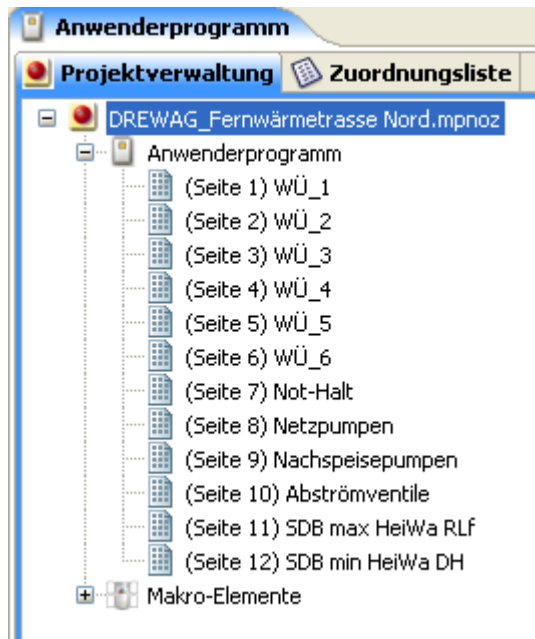 Anwenderprogramm
Projektverwaltung Zuordnungsliste
DREWAG_Fernwärmetrasse Nord.mpnoz
Anwenderprogramm
(Seite 1) WÜ_1
(Seite 2) WÜ_2
(Seite 3) WÜ_3
(Seite 4) WÜ_4
(Seite 5) WÜ_5
(Seite 6) WÜ_6
(Seite 7) Not-Halt
(Seite 8) Netzpumpen
(Seite 9) Nachspeisepumpen
(Seite 10) Abströmventile
(Seite 11) SDB max HeiWa RLf
(Seite 12) SDB min HeiWa DH
Makro-Elemente